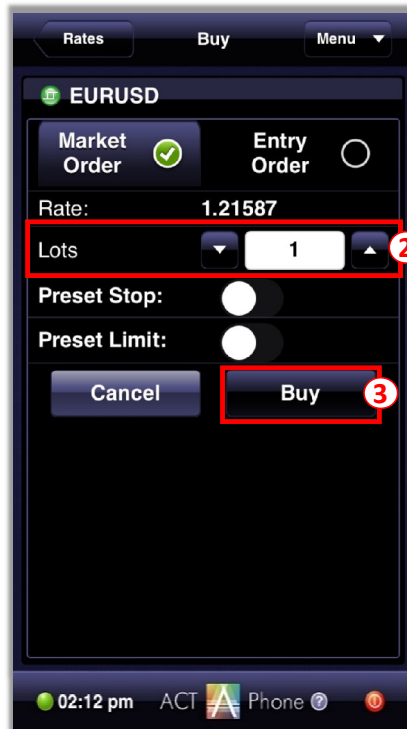 Rates Buy Menu
EURUSD
Market Order Entry Order
Rate: 1.21587
Lots 1 2
Preset Stop:
Preset Limit:
Cancel Buy 3
02:12 pm ACT A Phone ?